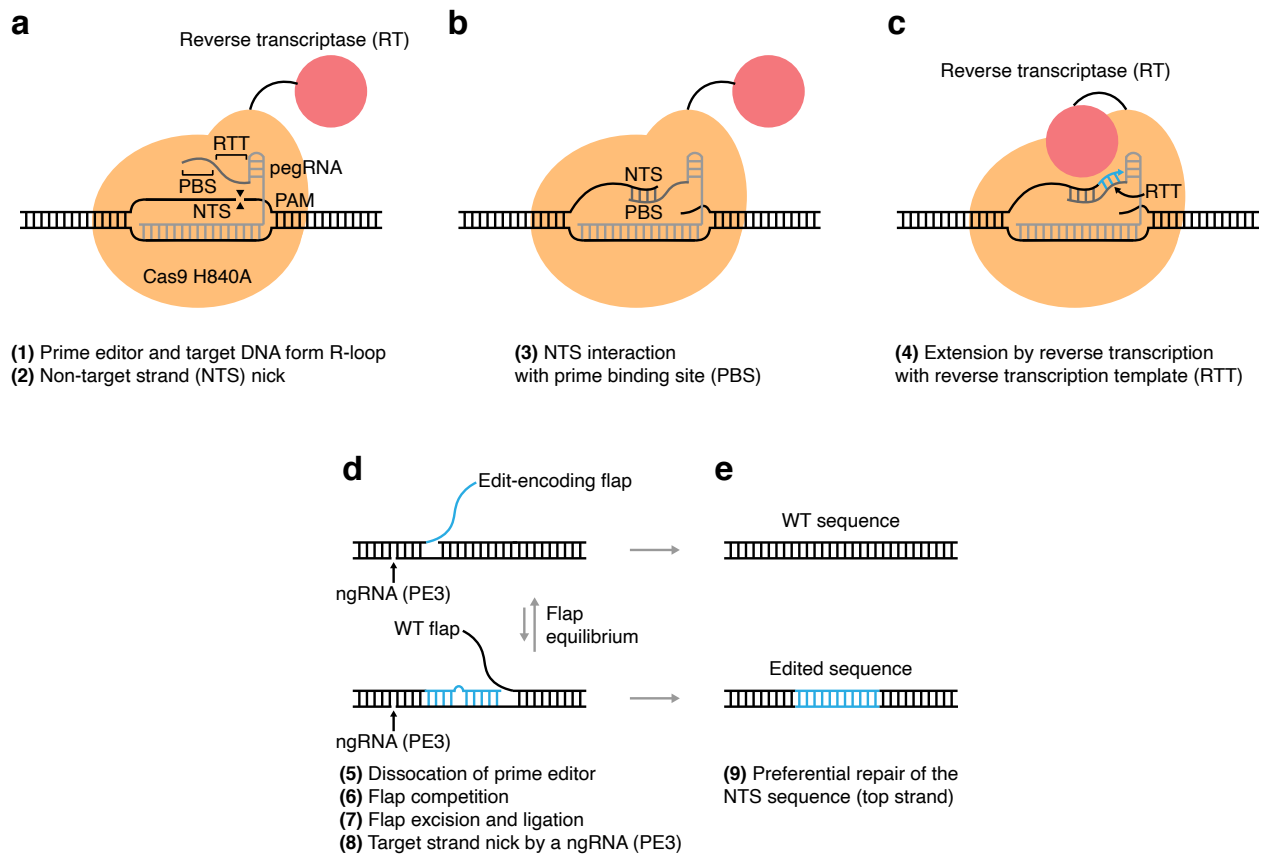 a
Reverse transcriptase (RT)
RTT
pegRNA
PBS
PAM
NTS
Cas9 H840A
(1) Prime editor and target DNA form R-loop
(2) Non-target strand (NTS) nick
b
NTS
PBS
(3) NTS interaction
with prime binding site (PBS)
c
Reverse transcriptase (RT)
RTT
(4) Extension by reverse transcription
with reverse transcription template (RTT)
d
Edit-encoding flap
ngRNA (PE3)
WT flap
Flap
equilibrium
ngRNA (PE3)
(5) Dissocation of prime editor
(6) Flap competition
(7) Flap excision and ligation
(8) Target strand nick by a ngRNA (PE3)
e
WT sequence
Edited sequence
(9) Preferential repair of the
NTS sequence (top strand)